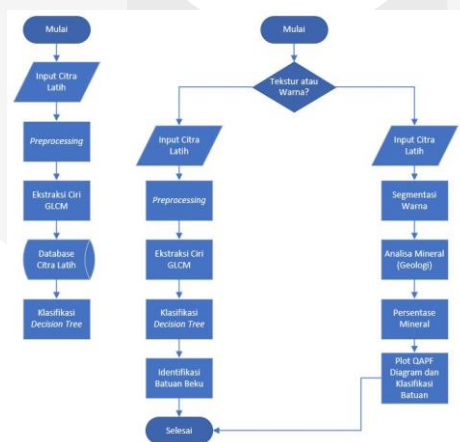 Mulai
Input Citra
Latih
Preprocessing
Ekstraksi Ciri
GLCM
Database
Citra Latih
Klasifikasi
Decision Tree
Mulai
Tekstur atau
Warna?
Input Citra
Latih
Preprocessing
Ekstraksi Ciri
GLCM
Klasifikasi
Decision Tree
Identifikasi
Batuan Beku
Selesai
Input Citra
Latih
Segmentasi
Warna
Analisa Mineral
(Geologi)
Persentase
Mineral
Plot QAPF
Diagram dan
Klasifikasi
Batuan